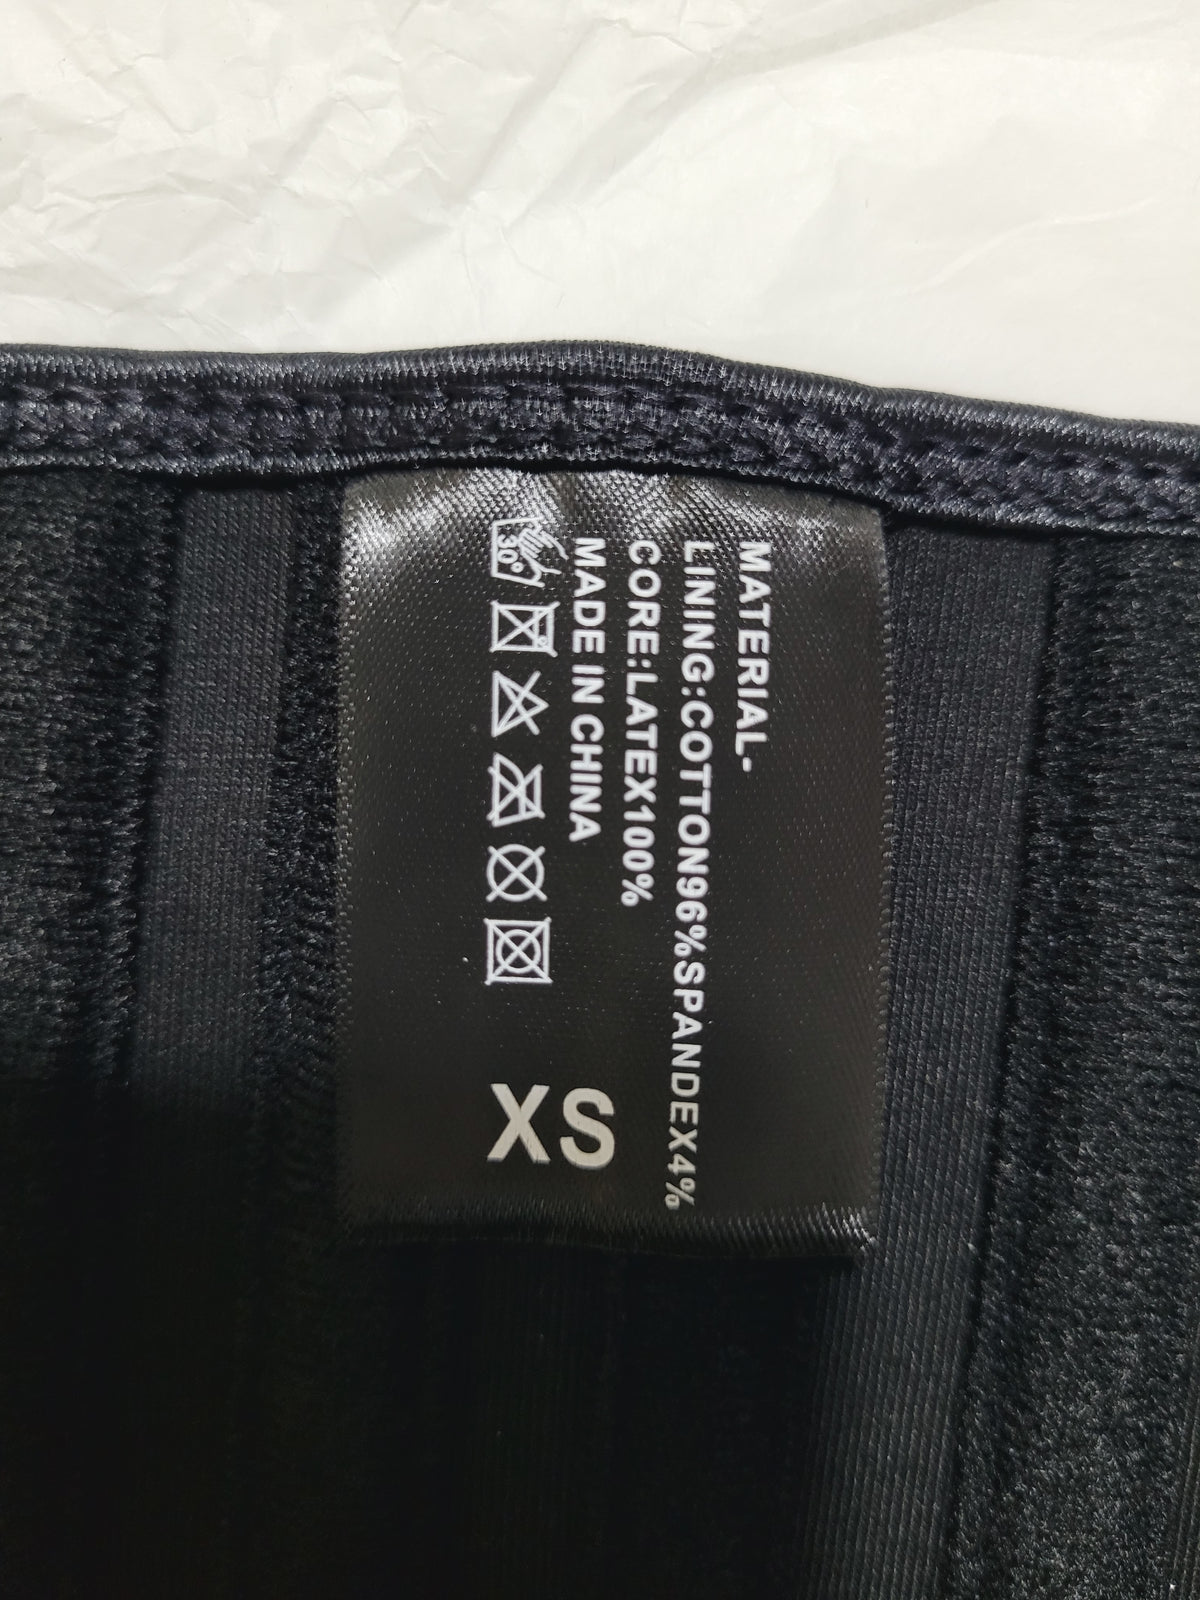 MATERIAL-
LINING:COTTON96%SPANDEX4%
CORE:LATEX100%
MADE IN CHINA
30°
XS